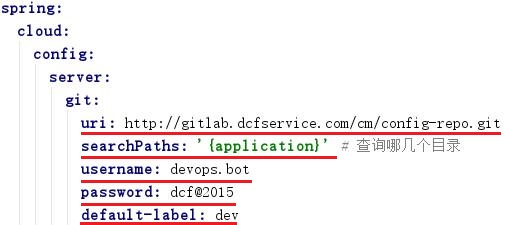 spring:
cloud:
config:
server:
git:
uri: http://gitlab.dcfservice.com/cm/config-repo.git
searchPaths: '{application}' # 查询哪几个目录
username: devops.bot
password: dcf@2015
default-label: dev